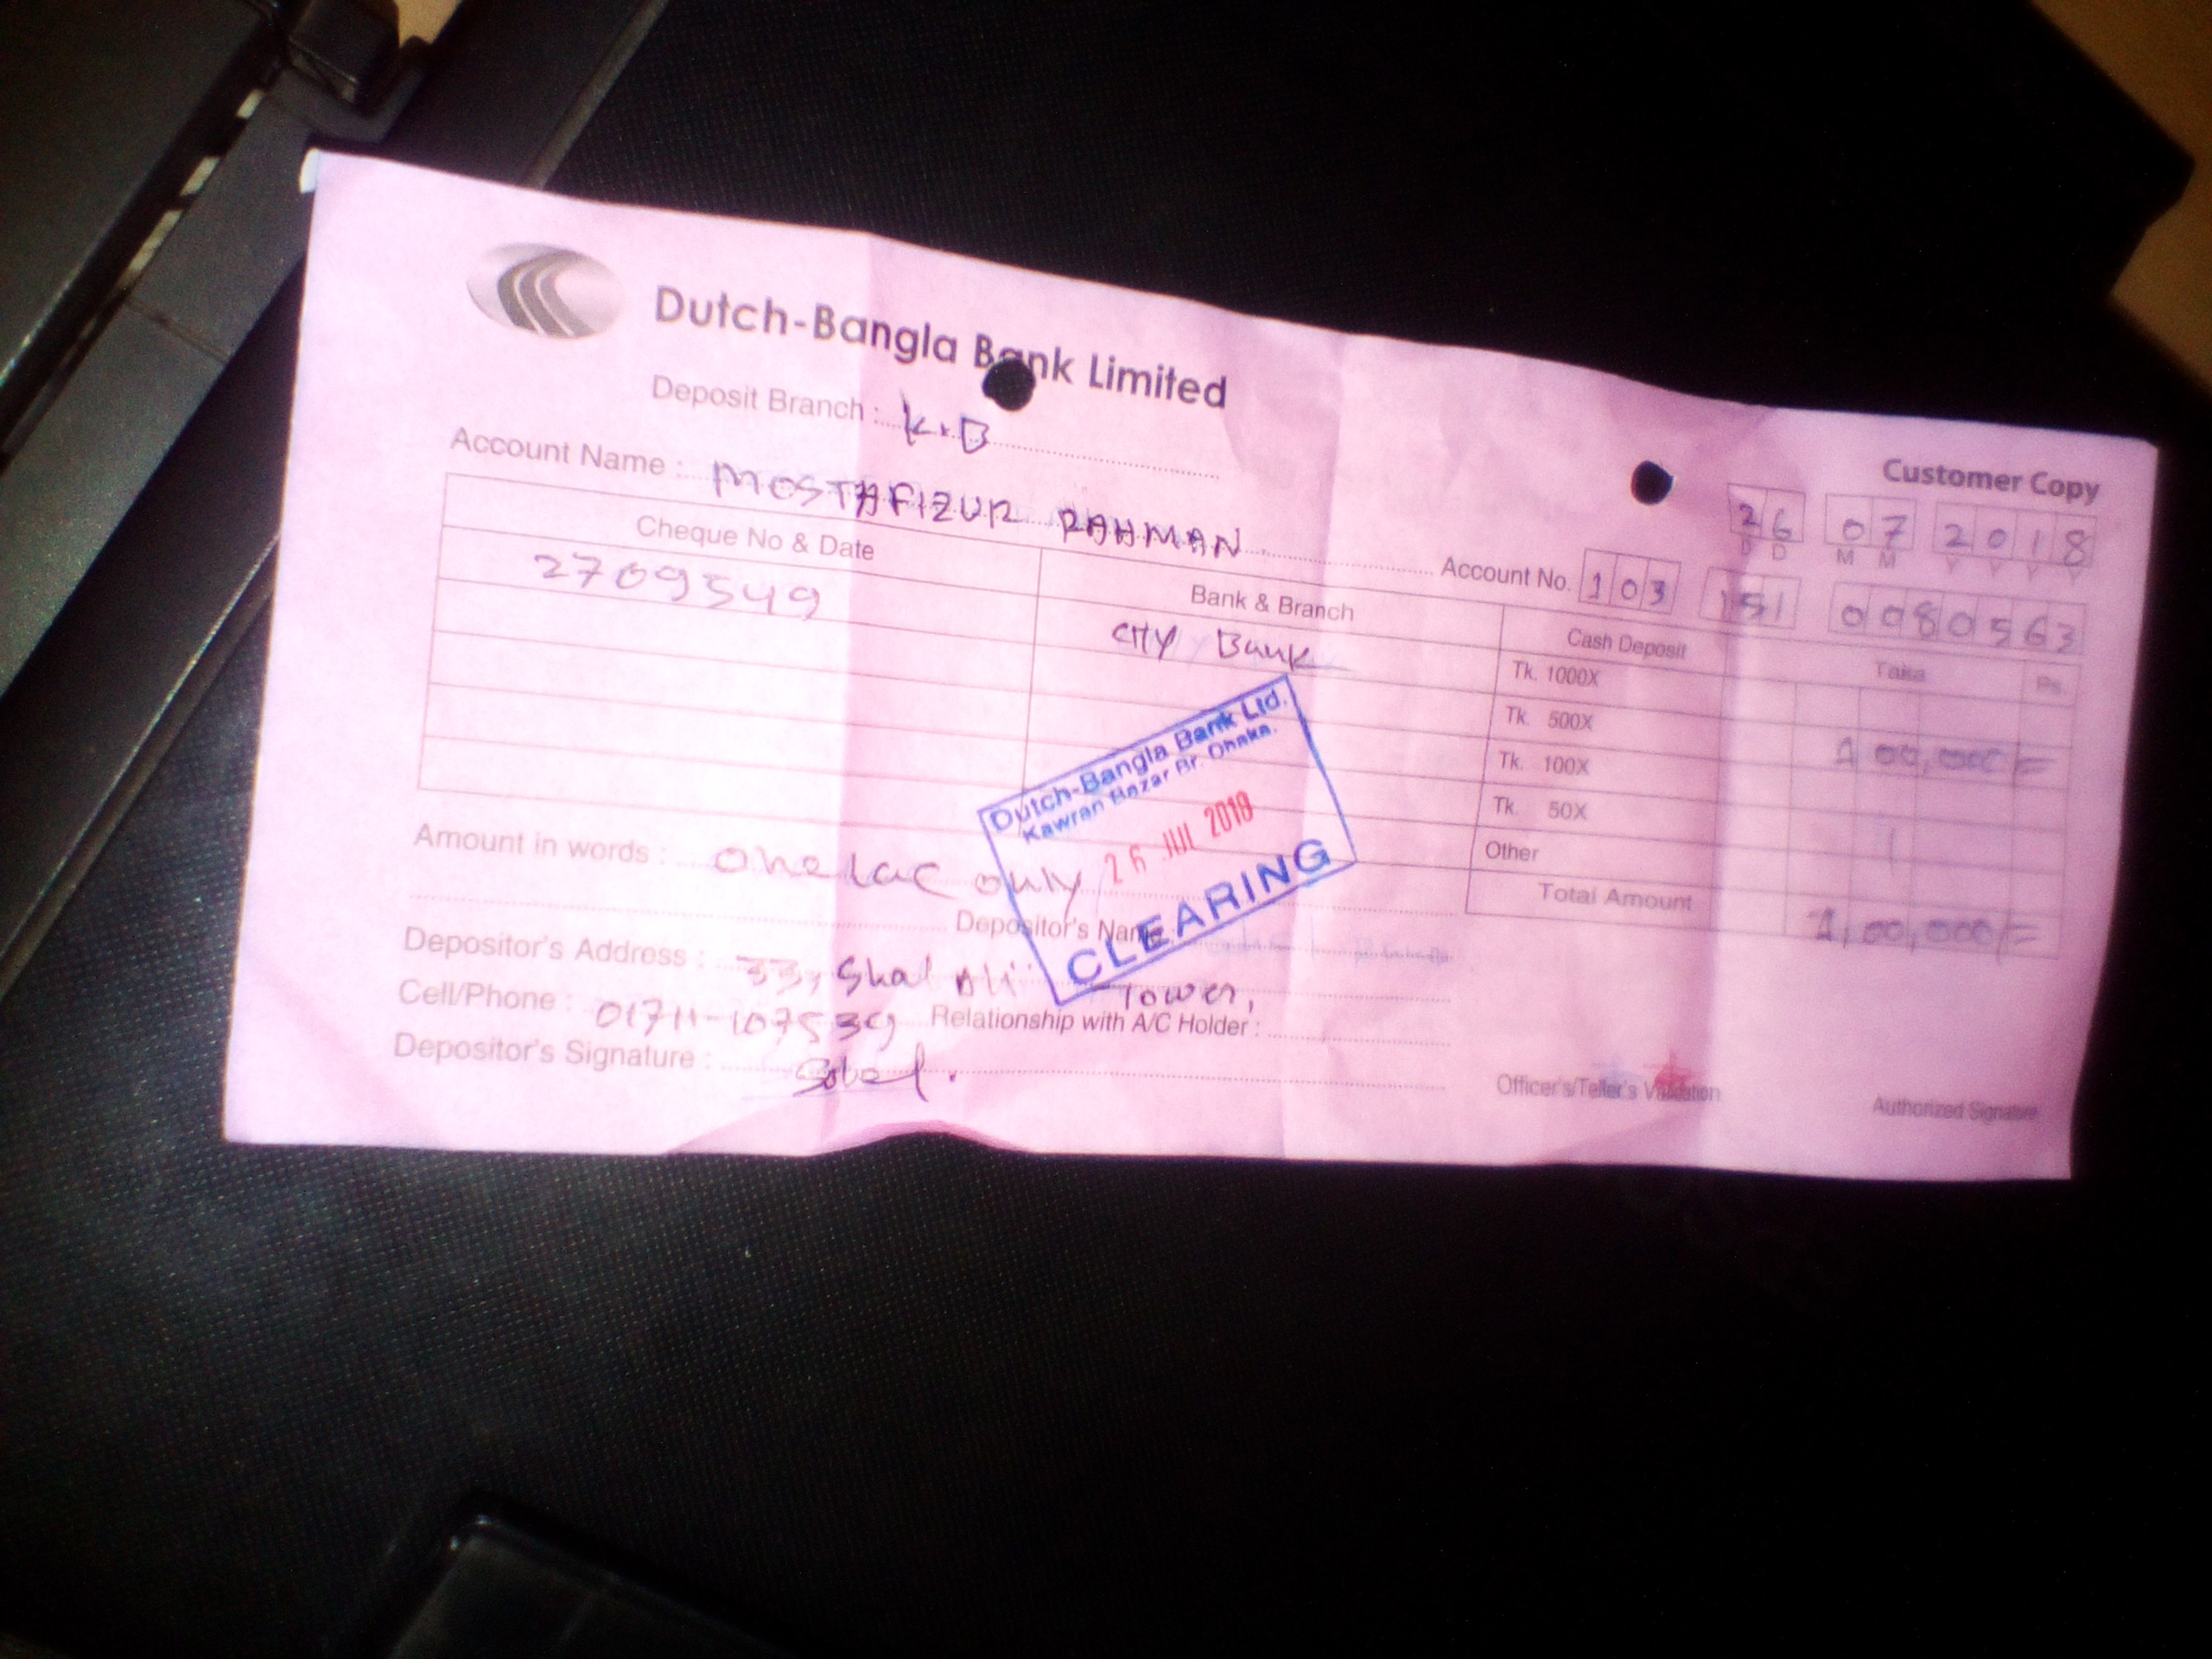 Dutch-Bangla Bank Limited
Customer Copy
Deposit Branch : K.B
26 07 2018
D D M M Y Y Y Y
Account Name : MOSTAFIZUR RAHMAN
Account No. 103 151 0080563
Cheque No & Date Bank & Branch Cash Deposit Taka Ps.
2709549 City Bank Tk. 1000X
Tk. 500X
Tk. 100X 100,000/=
Tk. 50X
Other
Total Amount 1,00,000/=
Dutch-Bangla Bank Ltd.
Kawran Bazar Br. Dhaka.
26 JUL 2018
CLEARING
Amount in words : one lac only
Depositor's Name
Depositor's Address : 33, Shal Ali Tower,
Cell/Phone : 01711-107539 Relationship with A/C Holder :
Depositor's Signature :
Officer's/Teller's Validation
Authorized Signature